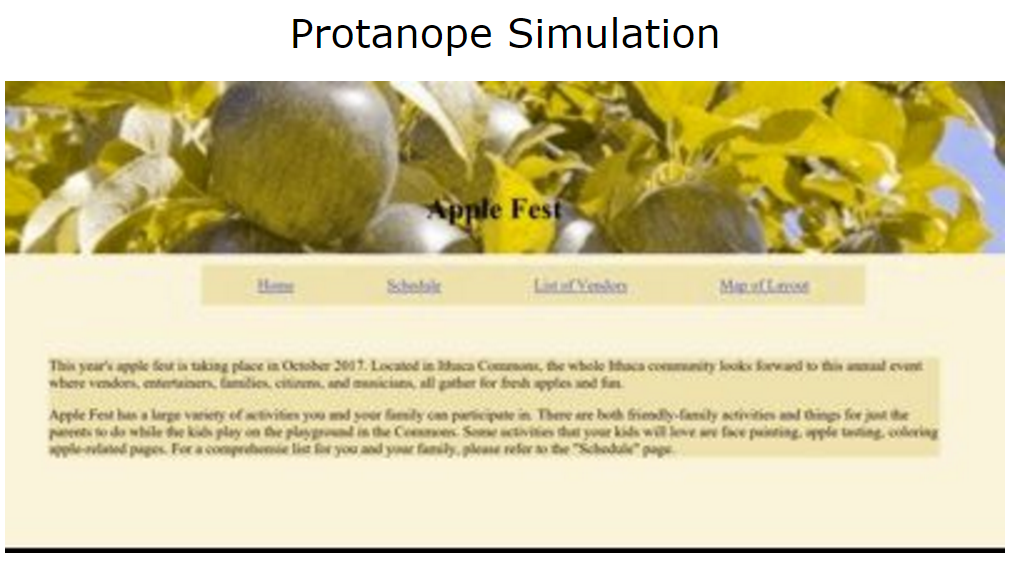 Protanope Simulation
Apple Fest
Home Schedule List of Vendors Map of Layout
This year's apple fest is taking place in October 2017. Located in Ithaca Commons, the whole Ithaca community looks forward to this annual event
where vendors, entertainers, families, citizens, and musicians, all gather for fresh apples and fun.
Apple Fest has a large variety of activities you and your family can participate in. There are both friendly-family activities and things for just the
parents to do while the kids play on the playground in the Commons. Some activities that your kids will love are face painting, apple tasting, coloring
apple-related pages. For a comprehensie list for you and your family, please refer to the "Schedule" page.